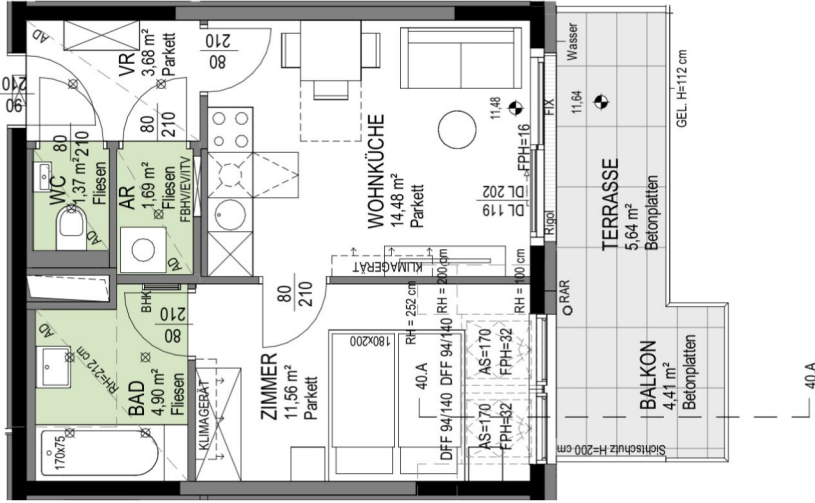 AD
VR
3,68 m²
Parkett
80
210
90
210
80
210
80
210
WC
1,37 m²
Fliesen
AD
AR
1,69 m²
Fliesen
FBHV/EV/ITV
AD
WOHNKÜCHE
14,48 m²
Parkett
11,48
FIX
FPH=16
DL 202
DL 119
Rigol
KLIMAGERÄT
Wasser
11,64
GEL. H=112 cm
TERRASSE
5,64 m²
Betonplatten
RAR
BHK
210
80
80
210
AD
RH=212 cm
BAD
4,90 m²
Fliesen
170x75
KLIMAGERÄT
ZIMMER
11,56 m²
Parkett
180x200
RH = 252 cm
RH = 200 cm
RH = 100 cm
40.A
DFF 94/140
DFF 94/140
AS=170
FPH=32
AS=170
FPH=32
BALKON
4,41 m²
Betonplatten
Sichtschutz H=200 cm
40.A